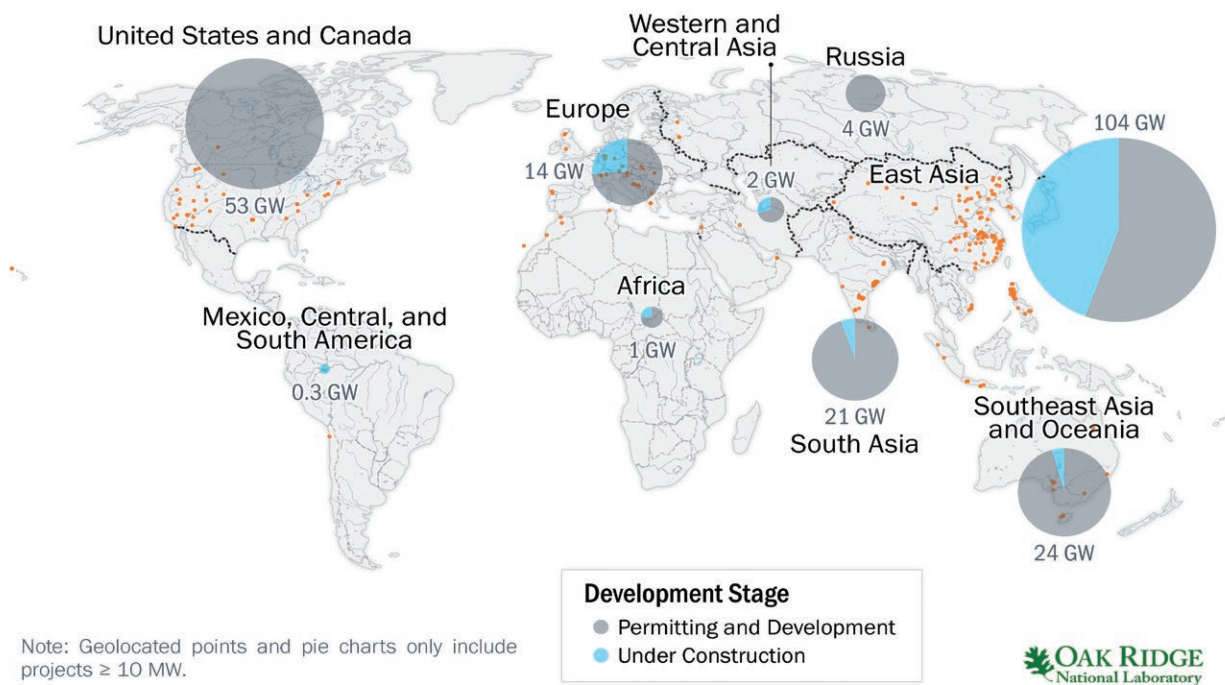 United States and Canada
53 GW
Western and
Central Asia
2 GW
Russia
4 GW
Europe
14 GW
East Asia
104 GW
Africa
1 GW
Mexico, Central, and
South America
0.3 GW
21 GW
South Asia
Southeast Asia
and Oceania
24 GW
Development Stage
Permitting and Development
Under Construction
Note: Geolocated points and pie charts only include
projects ≥ 10 MW.
OAK RIDGE
National Laboratory